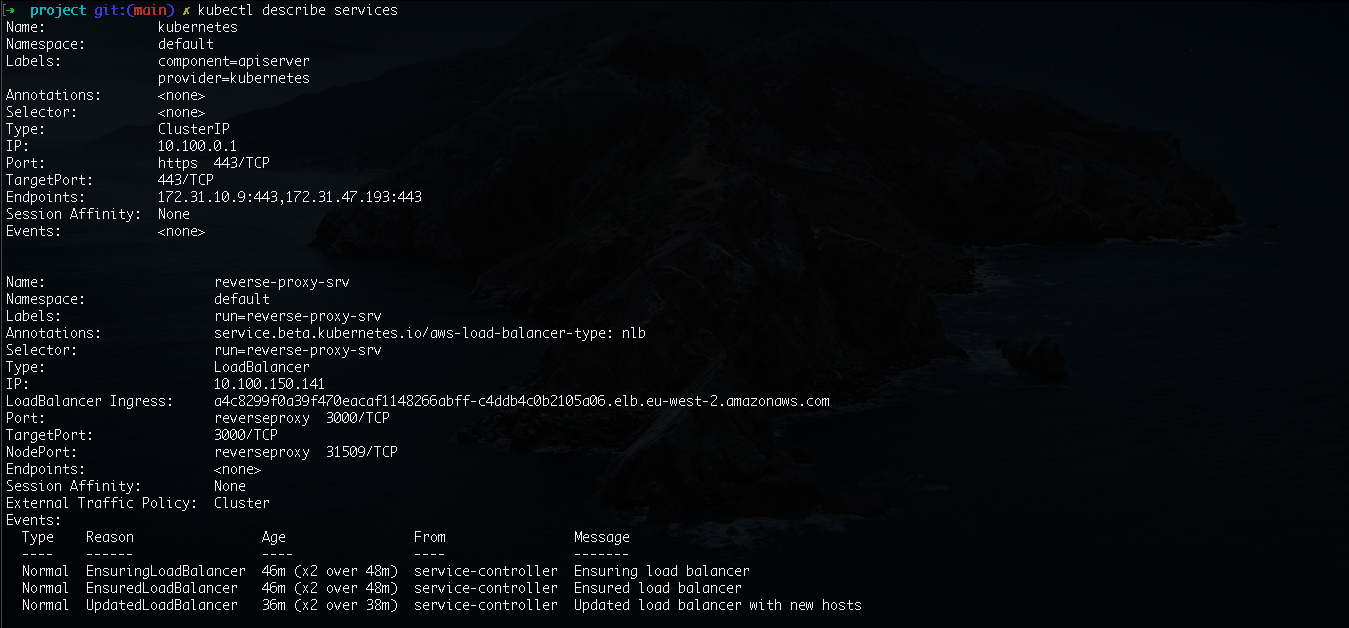 → project git:(main) ✗ kubectl describe services
Name:              kubernetes
Namespace:         default
Labels:            component=apiserver
                   provider=kubernetes
Annotations:       <none>
Selector:          <none>
Type:              ClusterIP
IP:                10.100.0.1
Port:              https  443/TCP
TargetPort:        443/TCP
Endpoints:         172.31.10.9:443,172.31.47.193:443
Session Affinity:  None
Events:            <none>
Name:                     reverse-proxy-srv
Namespace:                default
Labels:                   run=reverse-proxy-srv
Annotations:              service.beta.kubernetes.io/aws-load-balancer-type: nlb
Selector:                 run=reverse-proxy-srv
Type:                     LoadBalancer
IP:                       10.100.150.141
LoadBalancer Ingress:     a4c8299f0a39f470eacaf1148266abff-c4ddb4c0b2105a06.elb.eu-west-2.amazonaws.com
Port:                     reverseproxy  3000/TCP
TargetPort:               3000/TCP
NodePort:                 reverseproxy  31509/TCP
Endpoints:                <none>
Session Affinity:         None
External Traffic Policy:  Cluster
Events:
  Type    Reason                Age                From                Message
  ----    ------                ----               ----                -------
  Normal  EnsuringLoadBalancer  46m (x2 over 48m)  service-controller  Ensuring load balancer
  Normal  EnsuredLoadBalancer   46m (x2 over 48m)  service-controller  Ensured load balancer
  Normal  UpdatedLoadBalancer   36m (x2 over 38m)  service-controller  Updated load balancer with new hosts